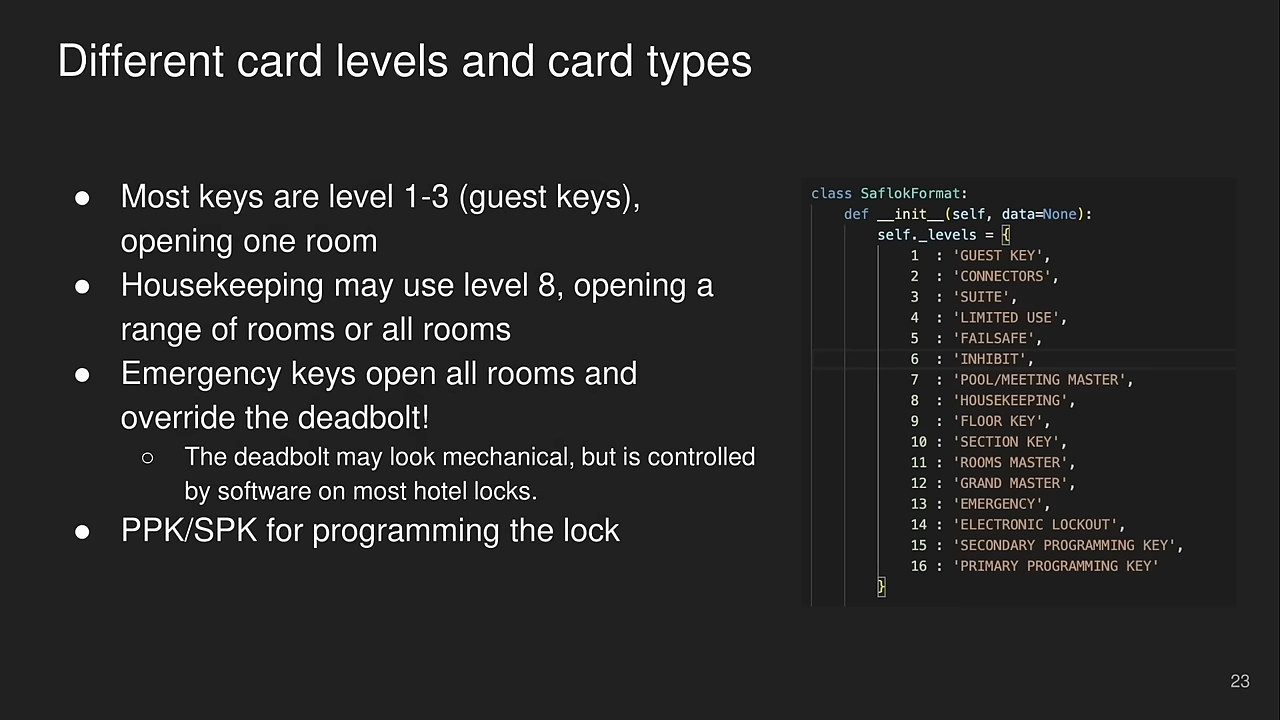 Different card levels and card types
● Most keys are level 1-3 (guest keys),
opening one room
● Housekeeping may use level 8, opening a
range of rooms or all rooms
● Emergency keys open all rooms and
override the deadbolt!
○ The deadbolt may look mechanical, but is controlled
by software on most hotel locks.
● PPK/SPK for programming the lock
class SaflokFormat:
    def __init__(self, data=None):
        self._levels = {
            1  : 'GUEST KEY',
            2  : 'CONNECTORS',
            3  : 'SUITE',
            4  : 'LIMITED USE',
            5  : 'FAILSAFE',
            6  : 'INHIBIT',
            7  : 'POOL/MEETING MASTER',
            8  : 'HOUSEKEEPING',
            9  : 'FLOOR KEY',
            10 : 'SECTION KEY',
            11 : 'ROOMS MASTER',
            12 : 'GRAND MASTER',
            13 : 'EMERGENCY',
            14 : 'ELECTRONIC LOCKOUT',
            15 : 'SECONDARY PROGRAMMING KEY',
            16 : 'PRIMARY PROGRAMMING KEY'
        }
23